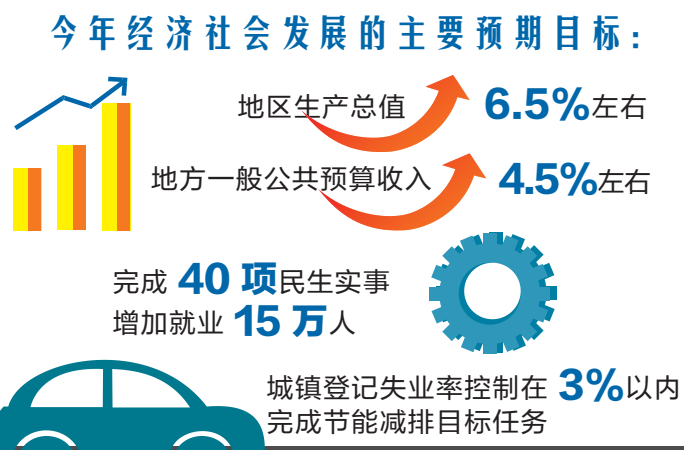 今年经济社会发展的主要预期目标:
地区生产总值 6.5%左右
地方一般公共预算收入 4.5%左右
完成 40 项民生实事
增加就业 15 万人
城镇登记失业率控制在 3%以内
完成节能减排目标任务